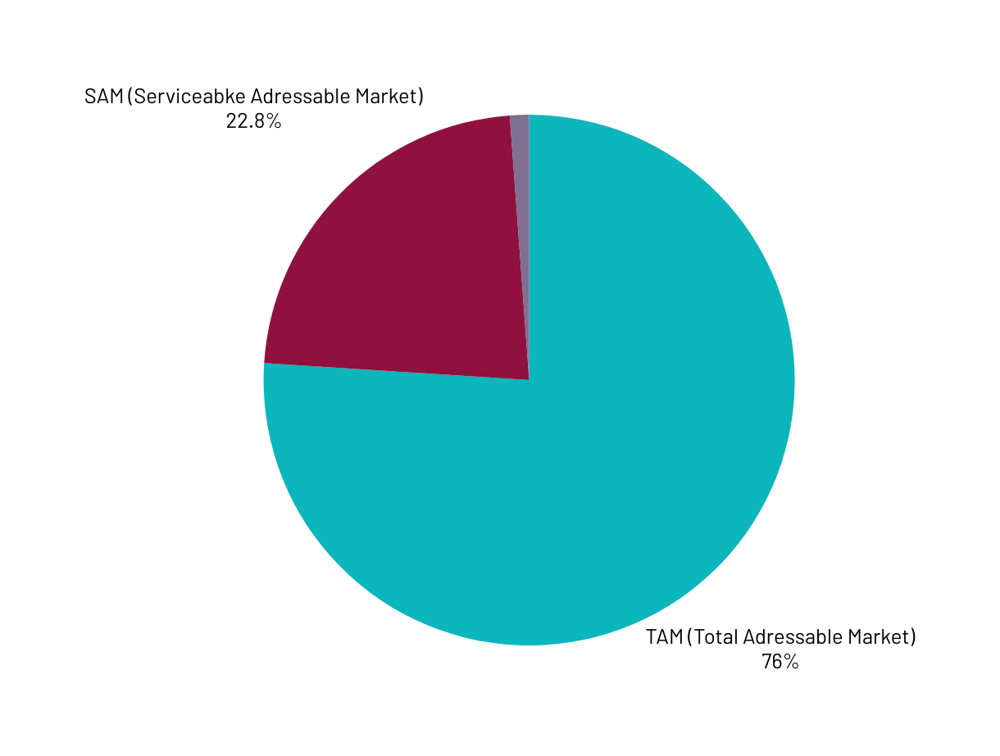 SAM (Serviceabke Adressable Market)
22.8%
TAM (Total Adressable Market)
76%